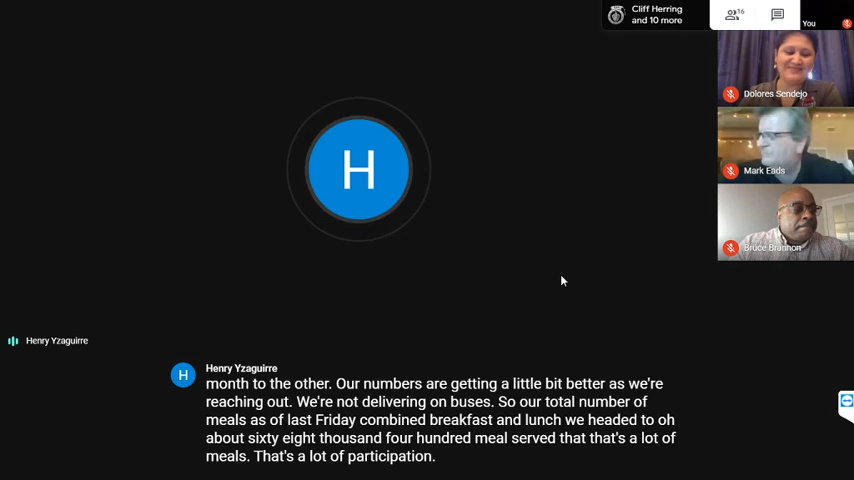 Cliff Herring
and 10 more
16
You
Dolores Sendejo
Mark Eads
Bruce Brannon
H
Henry Yzaguirre
H
Henry Yzaguirre
month to the other. Our numbers are getting a little bit better as we're
reaching out. We're not delivering on buses. So our total number of
meals as of last Friday combined breakfast and lunch we headed to oh
about sixty eight thousand four hundred meal served that that's a lot of
meals. That's a lot of participation.